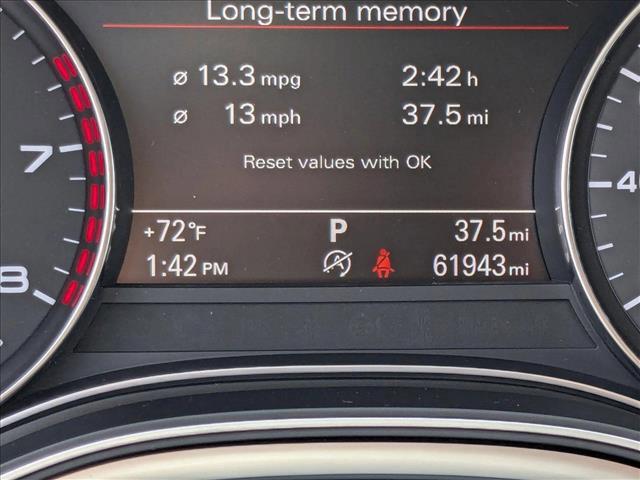 Long-term memory
ø 13.3 mpg 2:42 h
ø 13 mph 37.5 mi
Reset values with OK
+72°F P 37.5 mi
1:42 PM 61943 mi
7
8
40